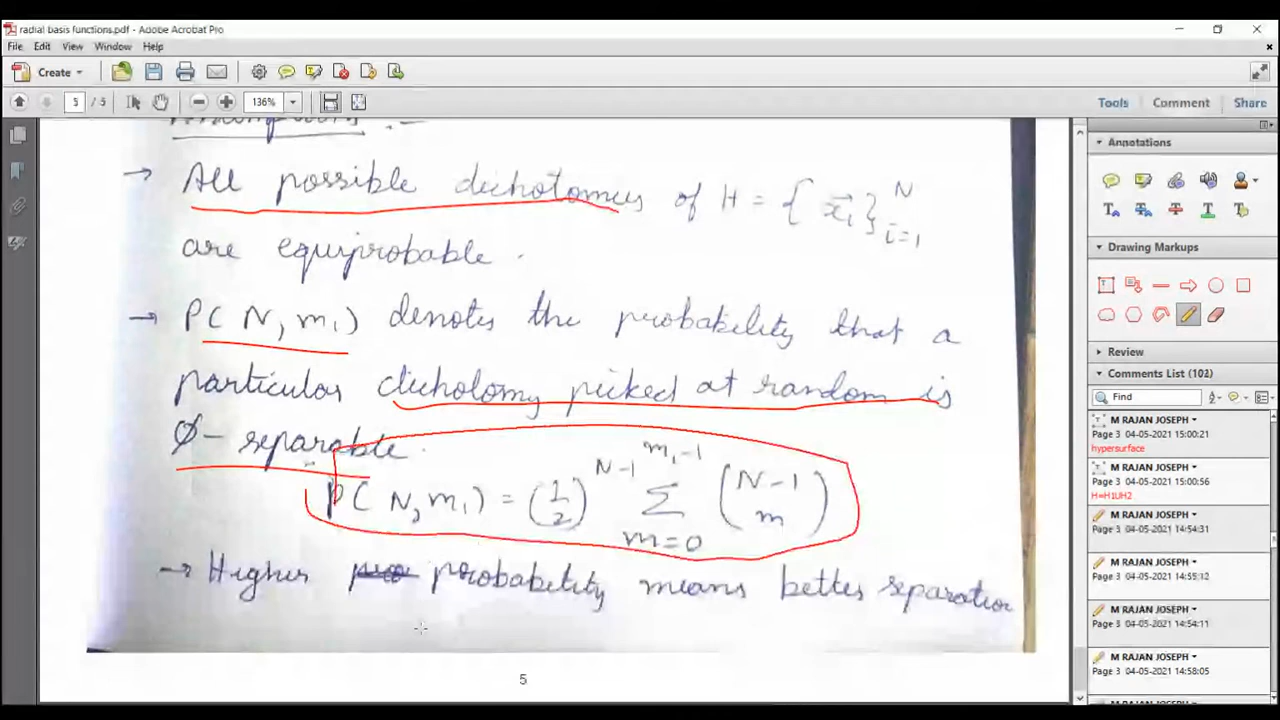 radial basis functions.pdf - Adobe Acrobat Pro
File Edit View Window Help
Create
5 / 5 136% Tools Comment Share
→ All possible dichotomies of H = { x⃗i }ᴺ i=1
are equiprobable.
→ P( N, m1) denotes the probability that a
particular dichotomy picked at random is
Ø- separable.
P( N, m1) = (1/2)^N-1 Σ m=0 ^m1-1 (N-1 m)
→ Higher probability means better separation
5
Annotations
Drawing Markups
Review
Comments List (102)
Find
M RAJAN JOSEPH
Page 3 04-05-2021 15:00:21
hypersurface
M RAJAN JOSEPH
Page 3 04-05-2021 15:00:56
H=H1UH2
M RAJAN JOSEPH
Page 3 04-05-2021 14:54:31
M RAJAN JOSEPH
Page 3 04-05-2021 14:55:12
M RAJAN JOSEPH
Page 3 04-05-2021 14:54:11
M RAJAN JOSEPH
Page 3 04-05-2021 14:58:05